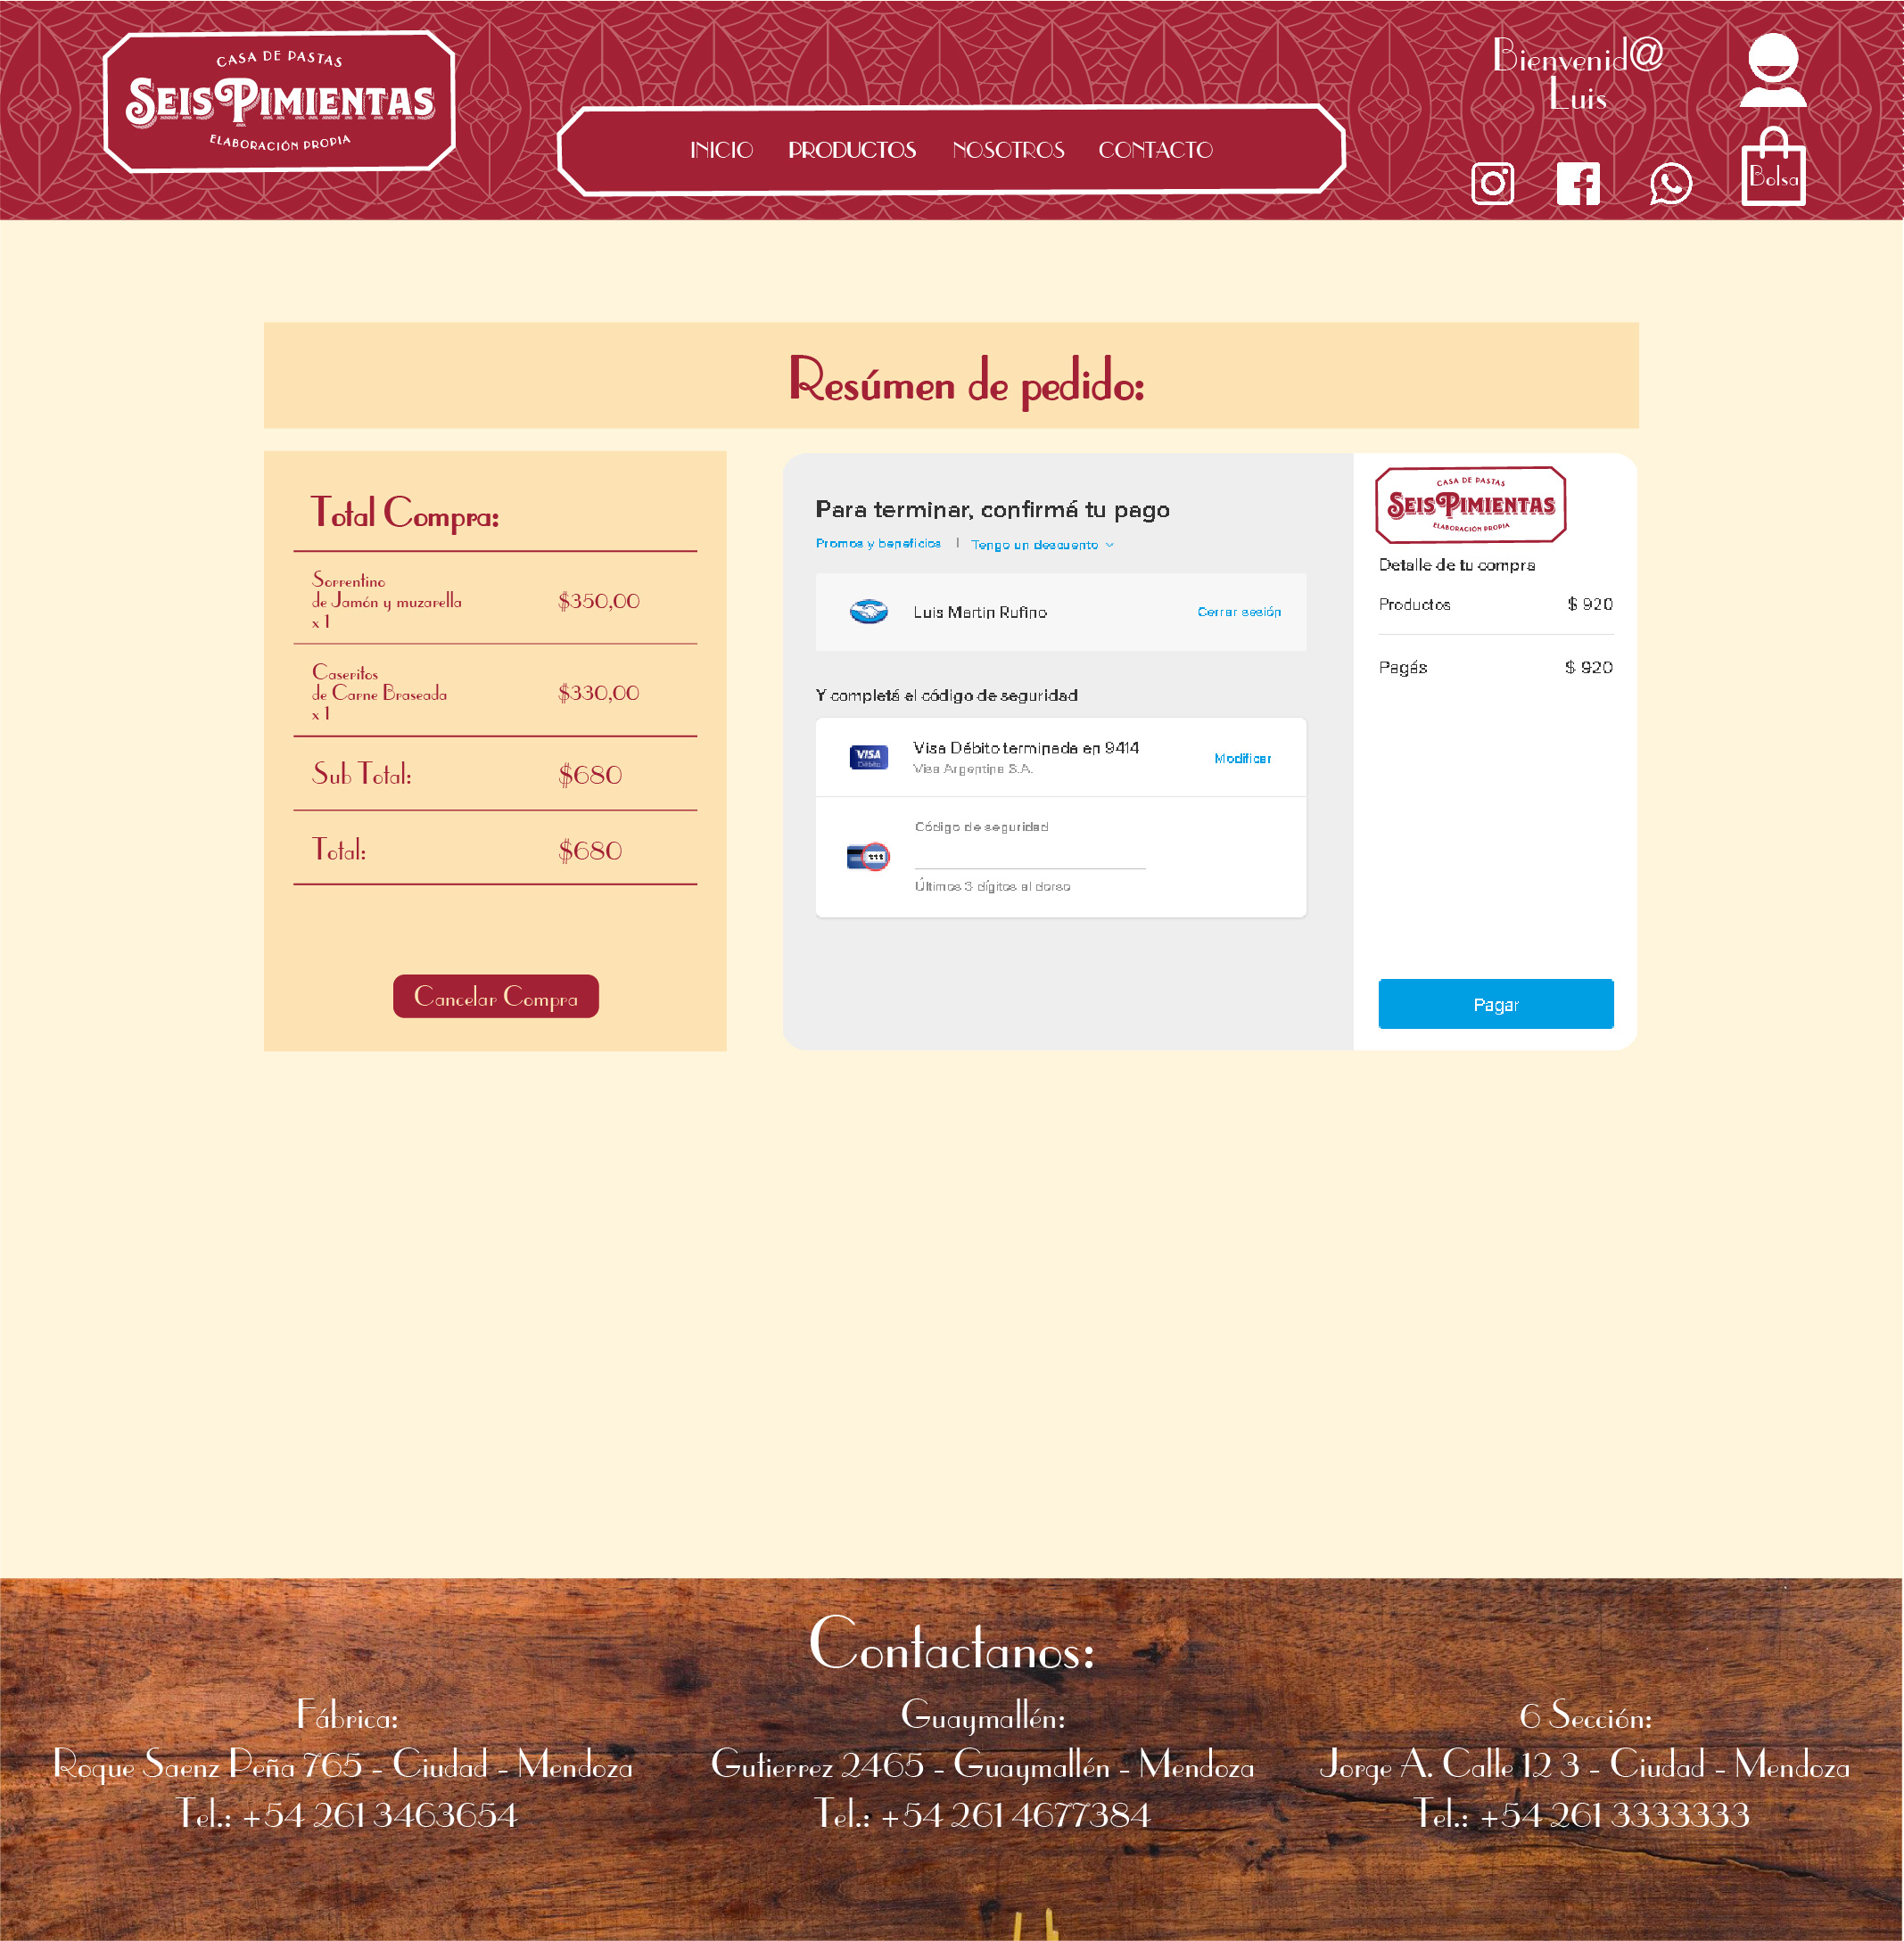 CASA DE PASTAS
SEIS PIMIENTAS
ELABORACIÓN PROPIA
INICIO PRODUCTOS NOSOTROS CONTACTO
Bienvenid@
Luis
Bolsa
Resúmen de pedido:
Total Compra:
Sorrentino
de Jamón y muzarella
x 1
$350,00
Caseritos
de Carne Braseada
x 1
$330,00
Sub Total: $680
Total: $680
Cancelar Compra
Para terminar, confirmá tu pago
Promos y beneficios | Tengo un descuento
Luis Martin Rufino Cerrar sesión
Y completá el código de seguridad
VISA
Débito
Visa Débito terminada en 9414
Visa Argentina S.A.
Modificar
Código de seguridad
Últimos 3 dígitos al dorso
CASA DE PASTAS
SEIS PIMIENTAS
ELABORACIÓN PROPIA
Detalle de tu compra
Productos $ 920
Pagás $ 920
Pagar
Contactanos:
Fábrica:
Roque Saenz Peña 765 - Ciudad - Mendoza
Tel.: +54 261 3463654
Guaymallén:
Gutierrez 2465 - Guaymallén - Mendoza
Tel.: +54 261 4677384
6 Sección:
Jorge A. Calle 12 3 - Ciudad - Mendoza
Tel.: +54 261 3333333